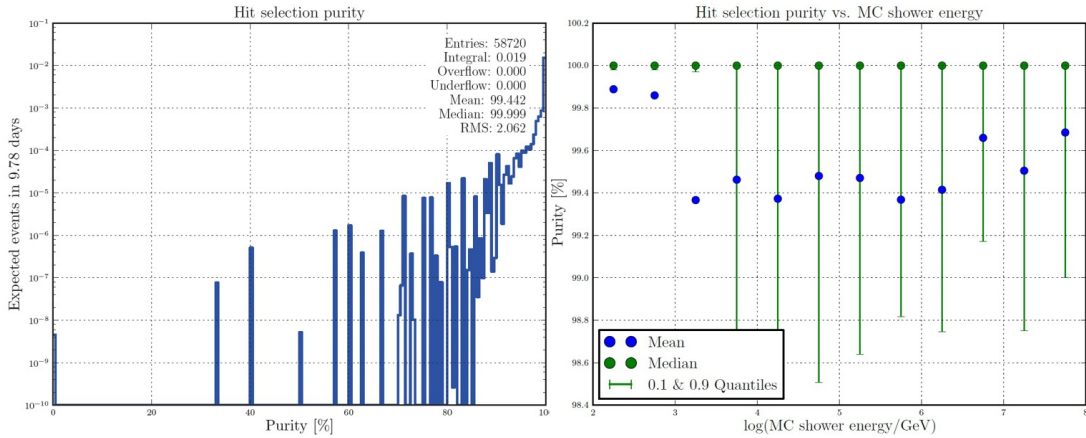 Hit selection purity
Expected events in 9.78 days
10⁻¹
10⁻²
10⁻³
10⁻⁴
10⁻⁵
10⁻⁶
10⁻⁷
10⁻⁸
10⁻⁹
10⁻¹⁰
Entries: 58720
Integral: 0.019
Overflow: 0.000
Underflow: 0.000
Mean: 99.442
Median: 99.999
RMS: 2.062
0 20 40 60 80 100
Purity [%]
Hit selection purity vs. MC shower energy
Purity [%]
100.2
100.0
99.8
99.6
99.4
99.2
99.0
98.8
98.6
98.4
Mean
Median
0.1 & 0.9 Quantiles
2 3 4 5 6 7 8
log(MC shower energy/GeV)